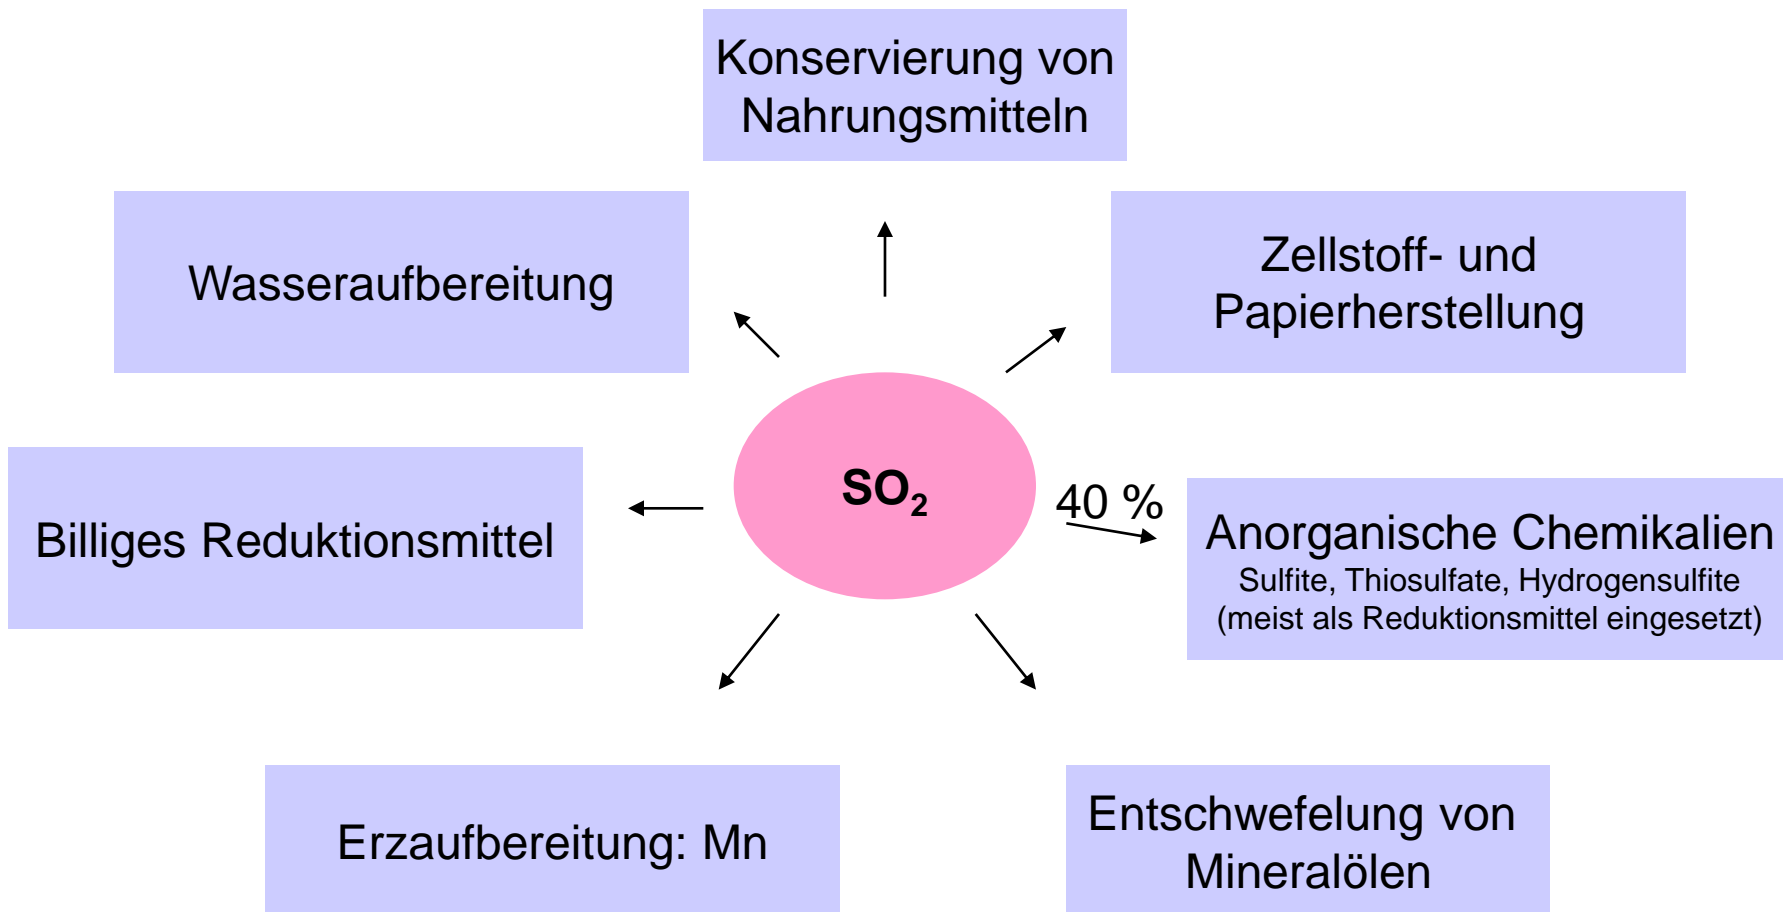 Konservierung von
Nahrungsmitteln
Wasseraufbereitung
Zellstoff- und
Papierherstellung
SO₂
40 %
Billiges Reduktionsmittel
Anorganische Chemikalien
Sulfite, Thiosulfate, Hydrogensulfite
(meist als Reduktionsmittel eingesetzt)
Erzaufbereitung: Mn
Entschwefelung von
Mineralölen